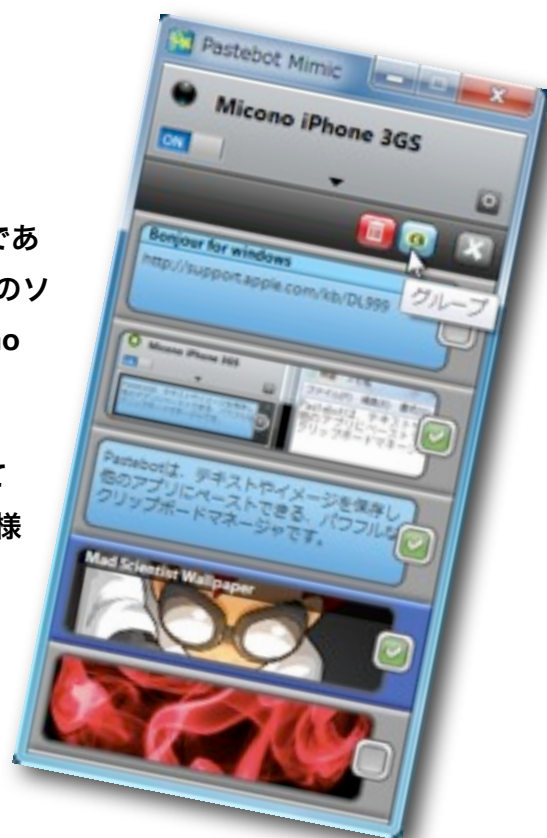 であ
のソ
no
て
様
Pastebot Mimic
Micono iPhone 3GS
ON
グループ
Bonjour for windows
http://support.apple.com/kb/DL999
Micono iPhone 3GS
Pastebotは、テキストやイメージを保存し
他のアプリにペーストできる、パワフルな
クリップボードマネージャです。
Mad Scientist Wallpaper